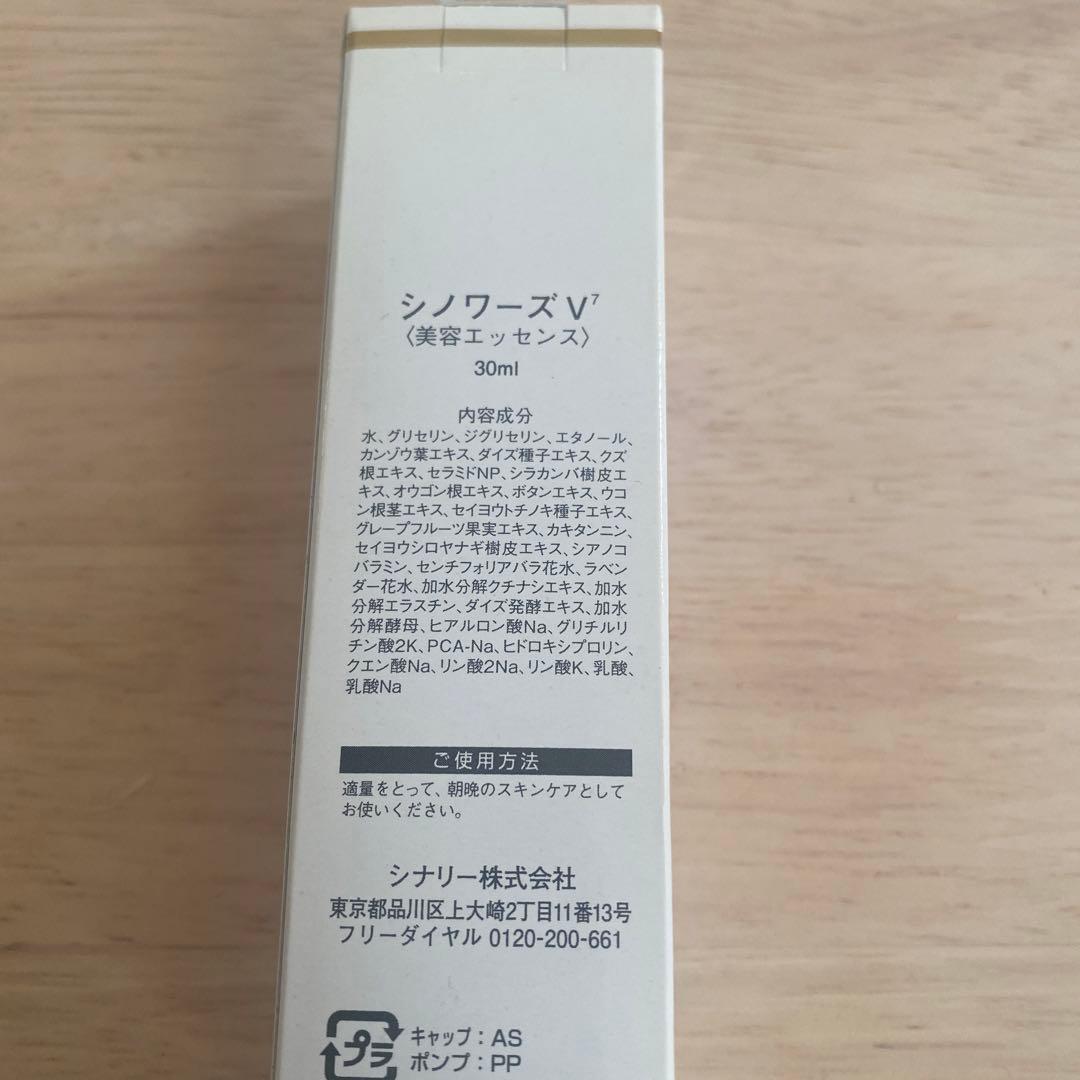 シノワーズ V⁷
〈美容エッセンス〉
30ml
内容成分
水、グリセリン、ジグリセリン、エタノール、
カンゾウ葉エキス、ダイズ種子エキス、クズ
根エキス、セラミドNP、シラカンバ樹皮エ
キス、オウゴン根エキス、ボタンエキス、ウコ
ン根茎エキス、セイヨウトチノキ種子エキス、
グレープフルーツ果実エキス、カキタンニン、
セイヨウシロヤナギ樹皮エキス、シアノコ
バラミン、センチフォリアバラ花水、ラベン
ダー花水、加水分解クチナシエキス、加水
分解エラスチン、ダイズ発酵エキス、加水
分解酵母、ヒアルロン酸Na、グリチルリ
チン酸2K、PCA-Na、ヒドロキシプロリン、
クエン酸Na、リン酸2Na、リン酸K、乳酸、
乳酸Na
ご使用方法
適量をとって、朝晩のスキンケアとして
お使いください。
シナリー株式会社
東京都品川区上大崎2丁目11番13号
フリーダイヤル 0120-200-661
プラ
キャップ：AS
ポンプ：PP